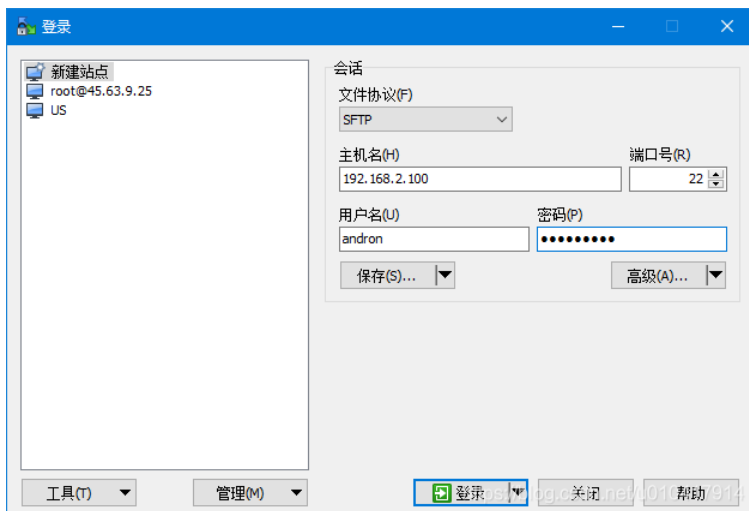 登录
新建站点
root@45.63.9.25
US
会话
文件协议(F)
SFTP
主机名(H) 端口号(R)
192.168.2.100 22
用户名(U) 密码(P)
andron ●●●●●●●●●
保存(S)... 高级(A)...
工具(T) 管理(M) 登录 关闭 帮助